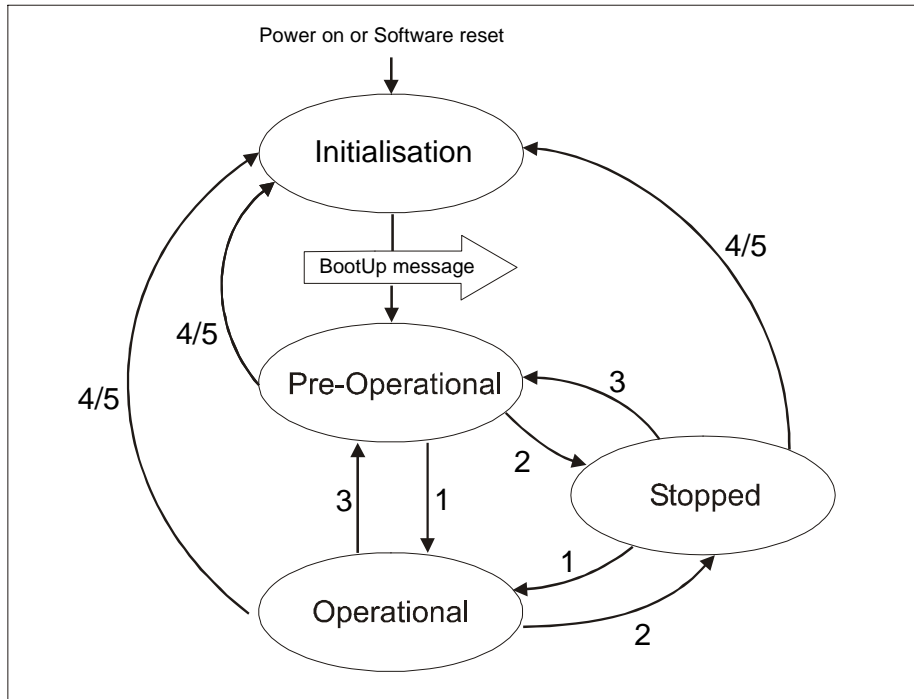 Power on or Software reset
Initialisation
4/5
BootUp message
4/5
4/5
Pre-Operational
3
2
Stopped
3
1
1
Operational
2